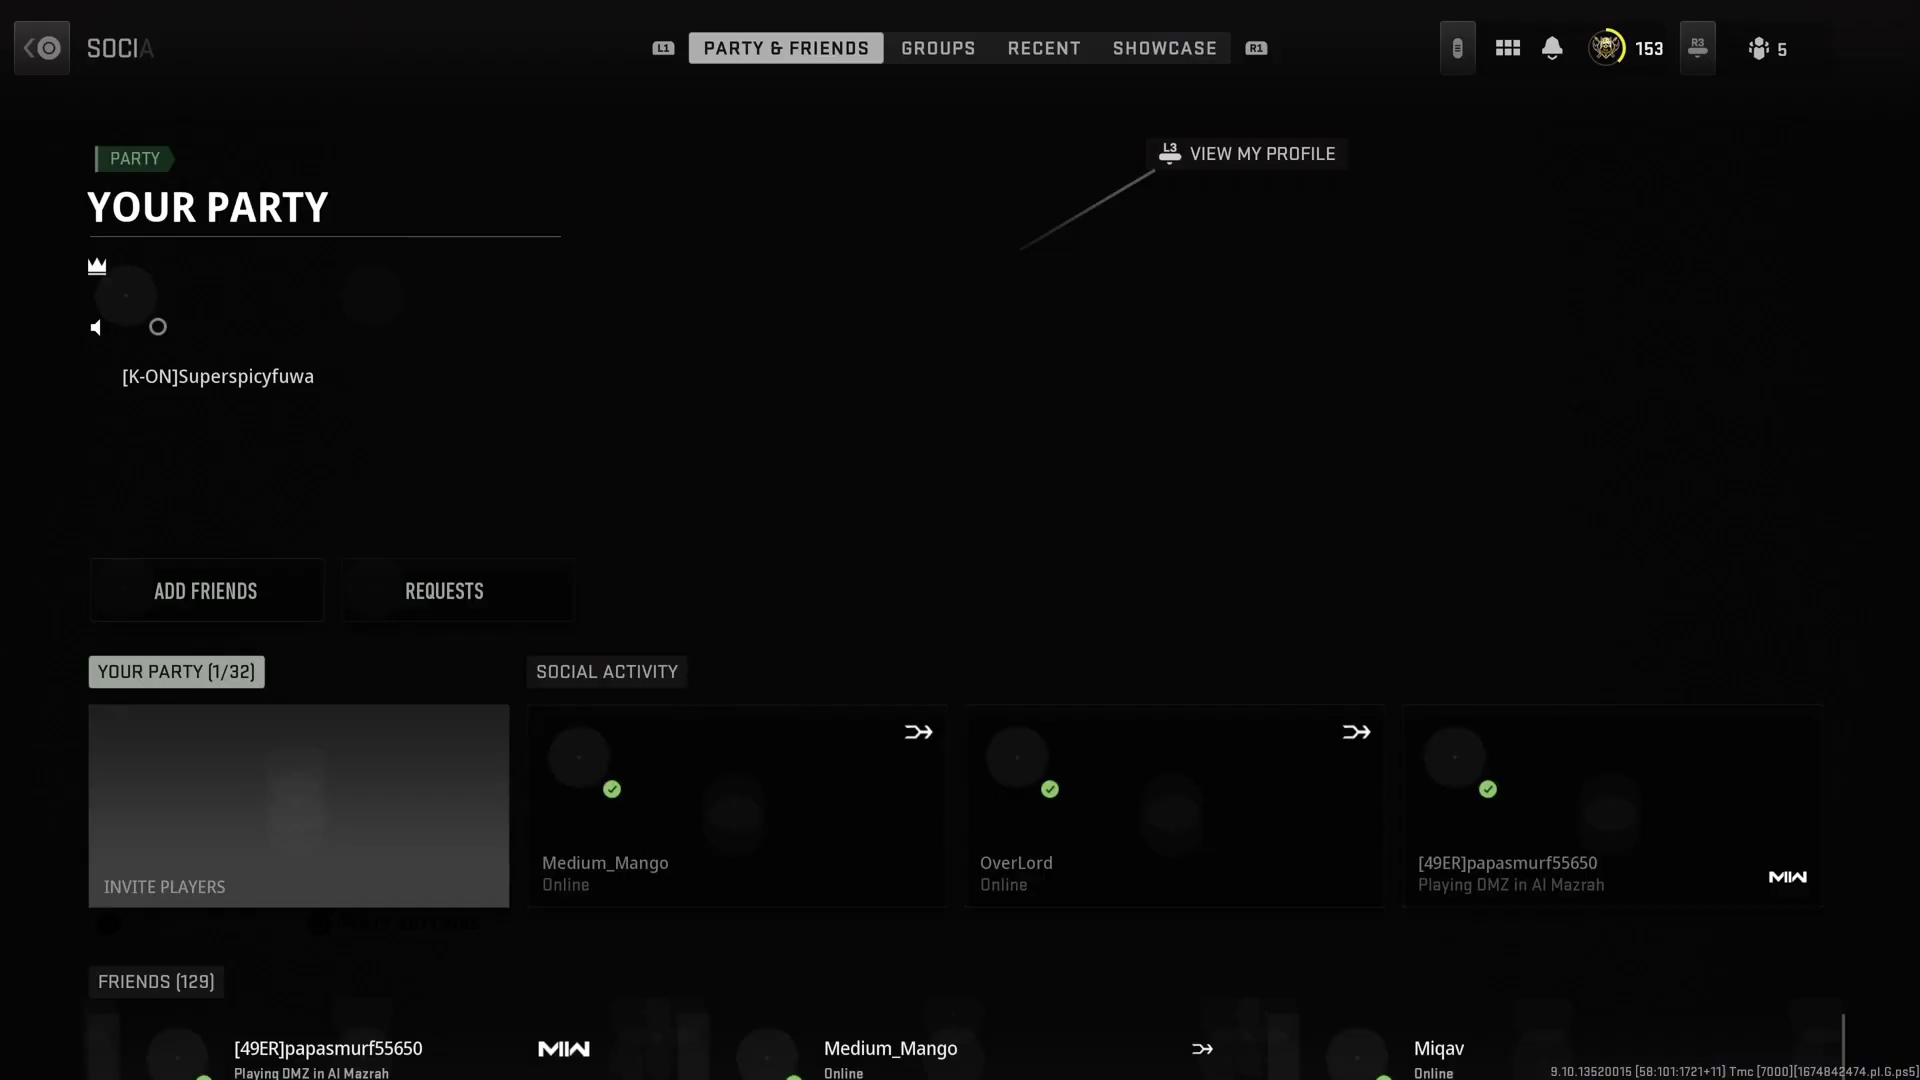 SOCIA
L1
PARTY & FRIENDS
GROUPS
RECENT
SHOWCASE
R1
153
R3
5
PARTY
L3
VIEW MY PROFILE
YOUR PARTY
[K-ON]Superspicyfuwa
ADD FRIENDS
REQUESTS
YOUR PARTY (1/32)
SOCIAL ACTIVITY
INVITE PLAYERS
Medium_Mango
Online
OverLord
Online
[49ER]papasmurf55650
Playing DMZ in Al Mazrah
MW
FRIENDS (129)
[49ER]papasmurf55650
Playing DMZ in Al Mazrah
MW
Medium_Mango
Online
Miqav
Online
9.10.13520015 [58:101:1721+11] Tmc [7000][1674842474.pl.G.ps5]